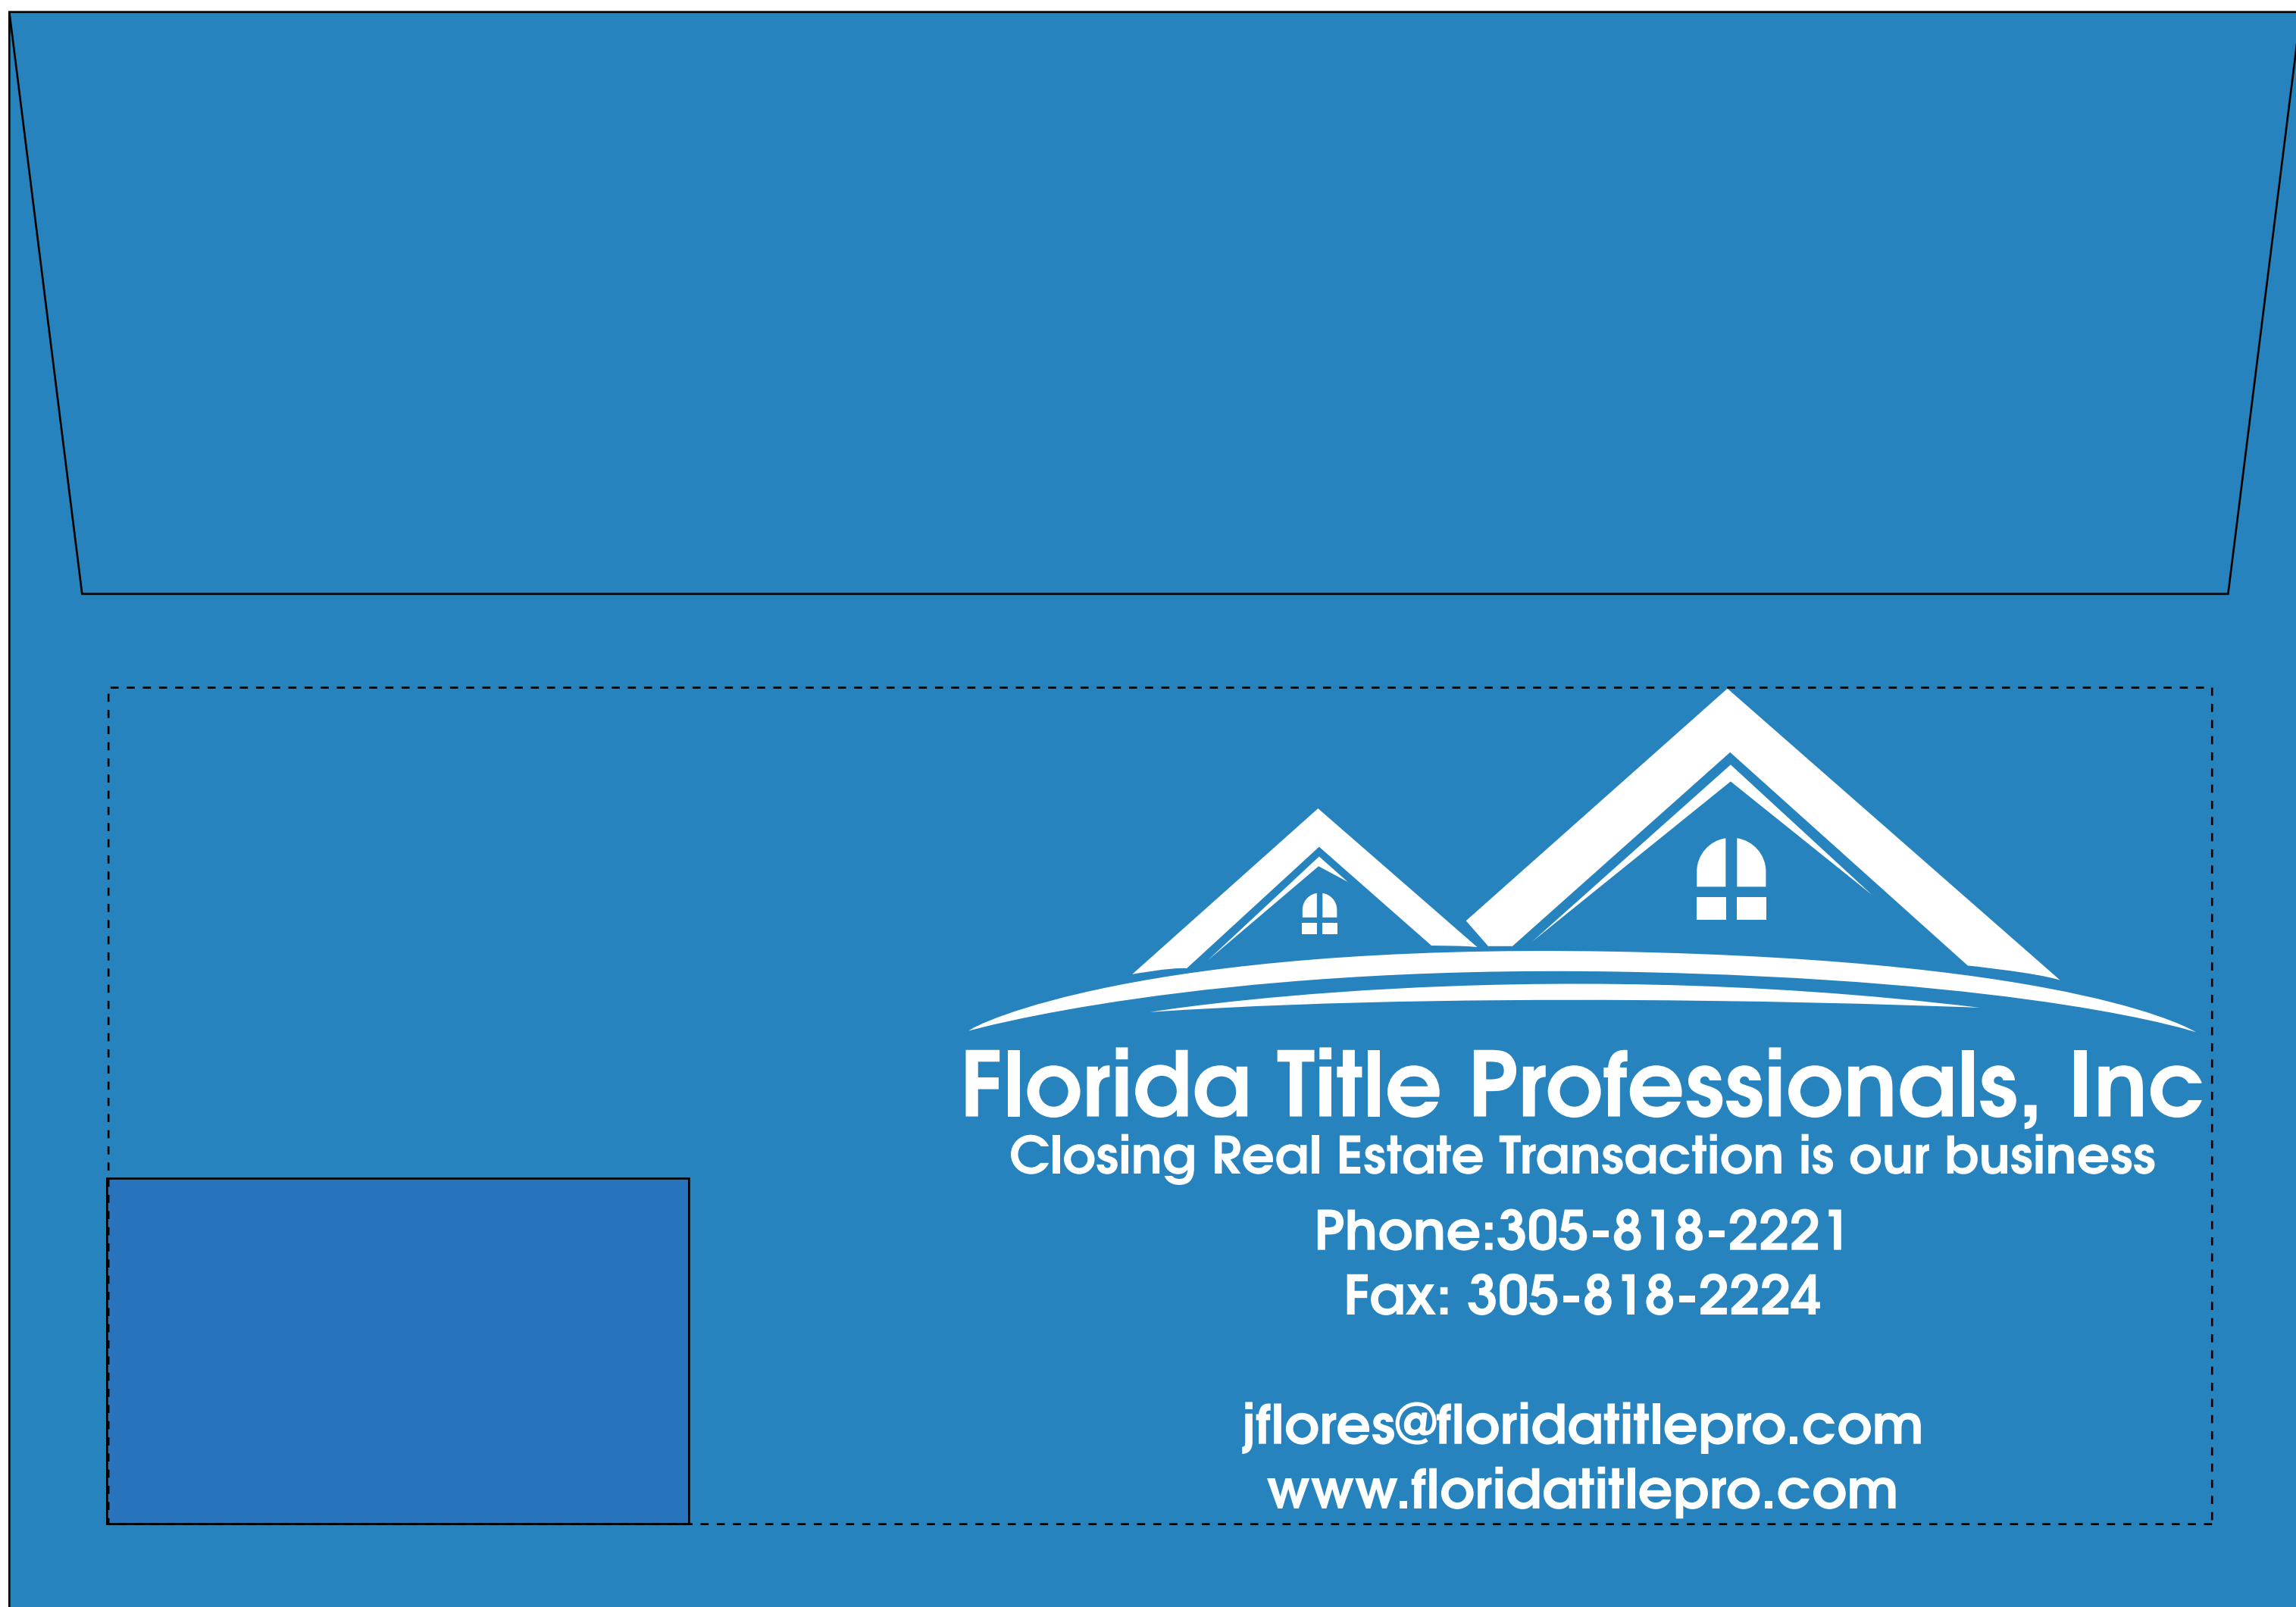 Florida Title Professionals, Inc
Closing Real Estate Transaction is our business
Phone:305-818-2221
Fax: 305-818-2224
jflores@floridatitlepro.com
www.floridatitlepro.com